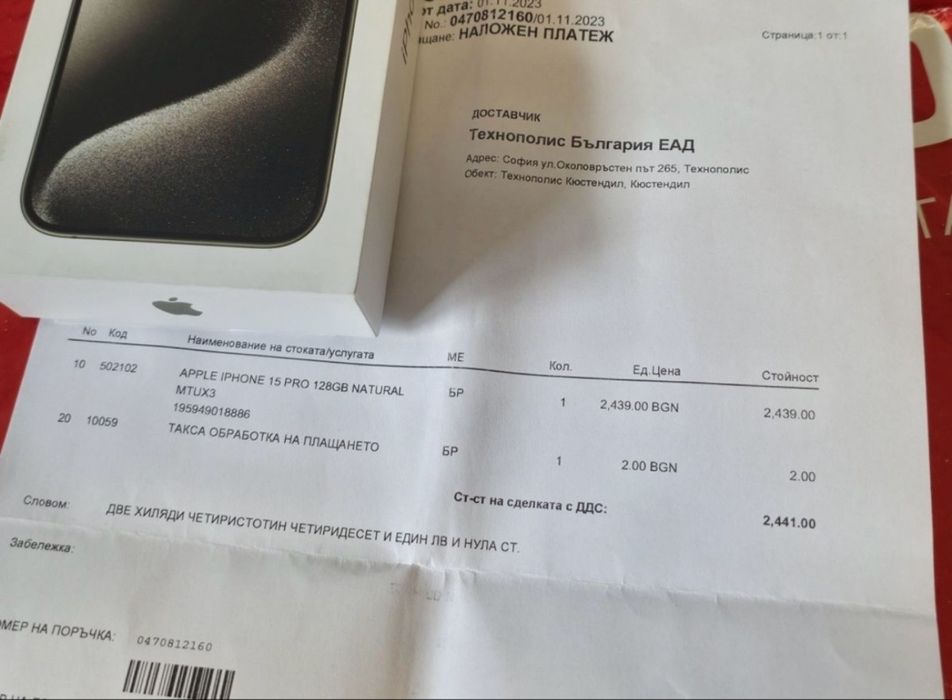 от дата: 01.11.2023
No.: 0470812160/01.11.2023
щане: НАЛОЖЕН ПЛАТЕЖ
Страница:1 от:1
ДОСТАВЧИК
Технополис България ЕАД
Адрес: София ул.Околовръстен път 265, Технополис
Обект: Технополис Кюстендил, Кюстендил
No Код Наименование на стоката/услугата МЕ Кол. Ед.Цена Стойност
10 502102 APPLE IPHONE 15 PRO 128GB NATURAL БР 1 2,439.00 BGN 2,439.00
MTUX3
195949018886
20 10059 ТАКСА ОБРАБОТКА НА ПЛАЩАНЕТО БР 1 2.00 BGN 2.00
Ст-ст на сделката с ДДС: 2,441.00
Словом: ДВЕ ХИЛЯДИ ЧЕТИРИСТОТИН ЧЕТИРИДЕСЕТ И ЕДИН ЛВ И НУЛА СТ.
Забележка:
ОМЕР НА ПОРЪЧКА: 0470812160